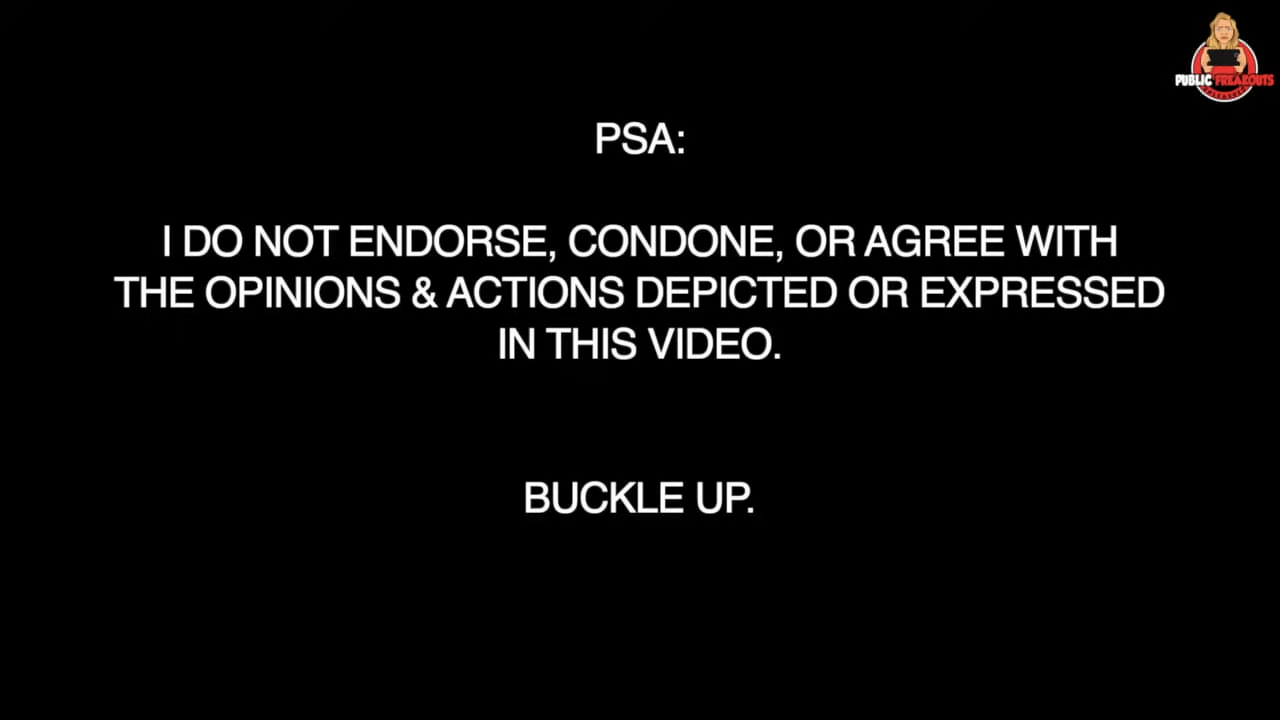 PUBLIC FREAKOUTS
PSA:
I DO NOT ENDORSE, CONDONE, OR AGREE WITH
THE OPINIONS & ACTIONS DEPICTED OR EXPRESSED
IN THIS VIDEO.
BUCKLE UP.